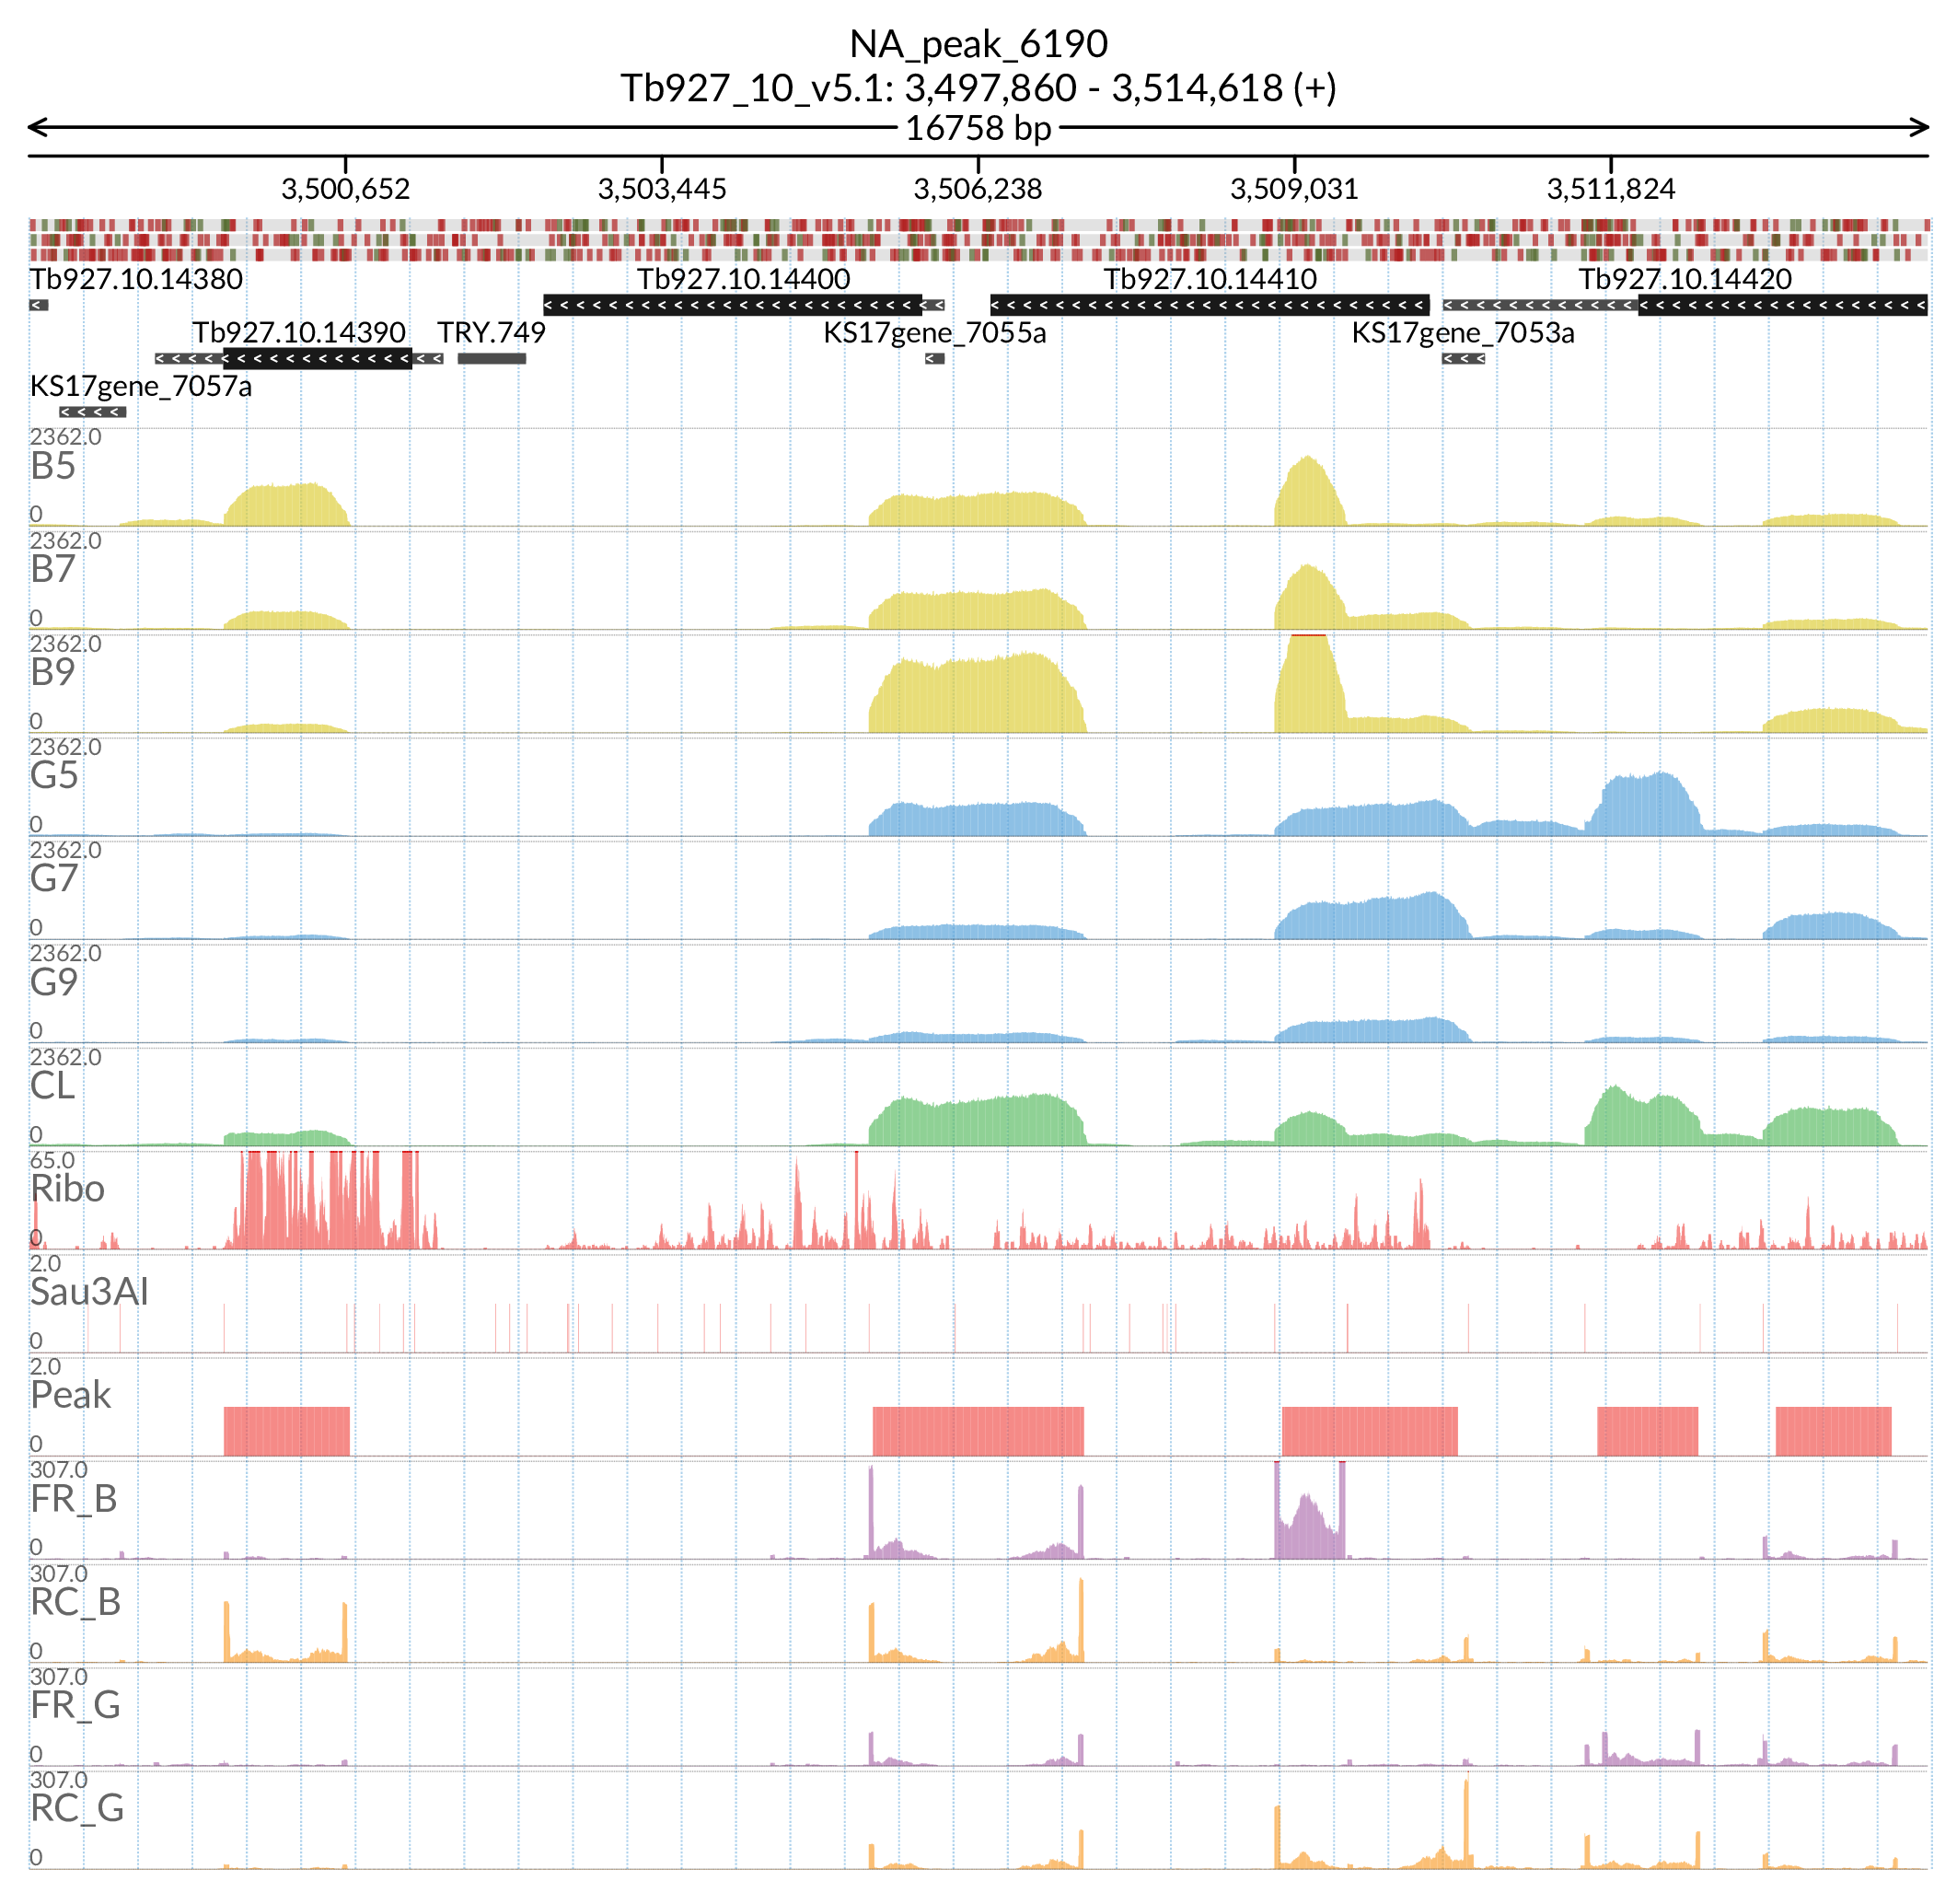 NA_peak_6190
Tb927_10_v5.1: 3,497,860 - 3,514,618 (+)
16758 bp
3,500,652 3,503,445 3,506,238 3,509,031 3,511,824
Tb927.10.14380 Tb927.10.14400 Tb927.10.14410 Tb927.10.14420
Tb927.10.14390 TRY.749 KS17gene_7055a KS17gene_7053a
KS17gene_7057a
2362.0
B5
0
2362.0
B7
0
2362.0
B9
0
2362.0
G5
0
2362.0
G7
0
2362.0
G9
0
2362.0
CL
0
65.0
Ribo
0
2.0
Sau3AI
0
2.0
Peak
0
307.0
FR_B
0
307.0
RC_B
0
307.0
FR_G
0
307.0
RC_G
0